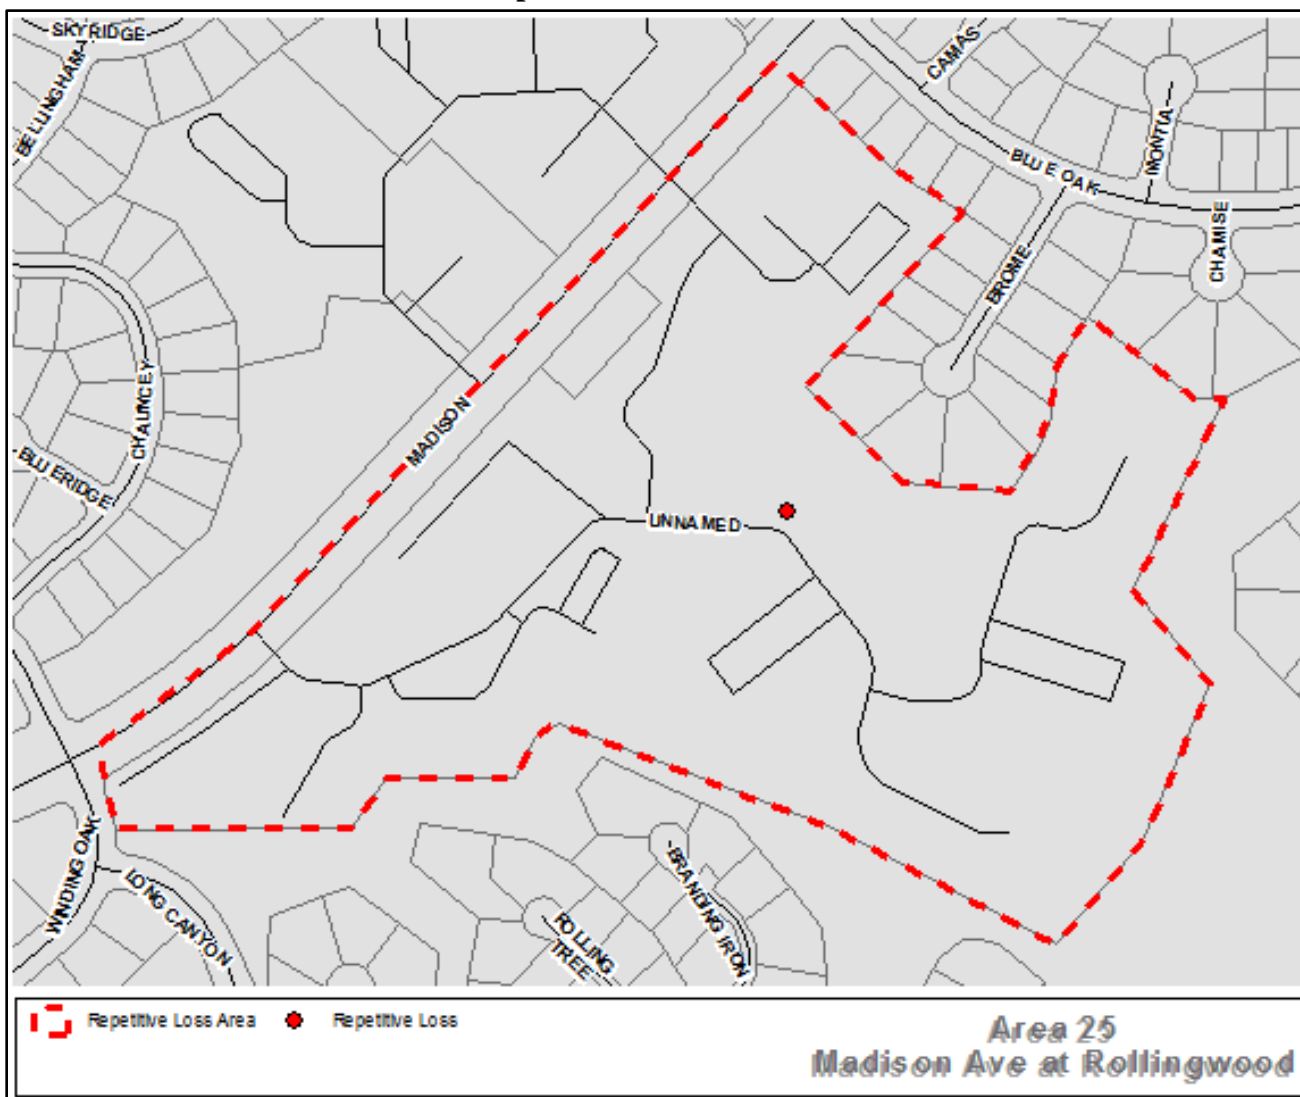 SKYRIDGE
BELLINGHAM
CAMAS
MONTIA
BLUE OAK
CHAMISE
BROME
CHAUNCEY
BLUERIDGE
MADISON
UNNAMED
WINDING OAK
LONG CANYON
BRANDING IRON
ROLLING
TREE
Repetitive Loss Area
Repetitive Loss
Area 25
Madison Ave at Rollingwood